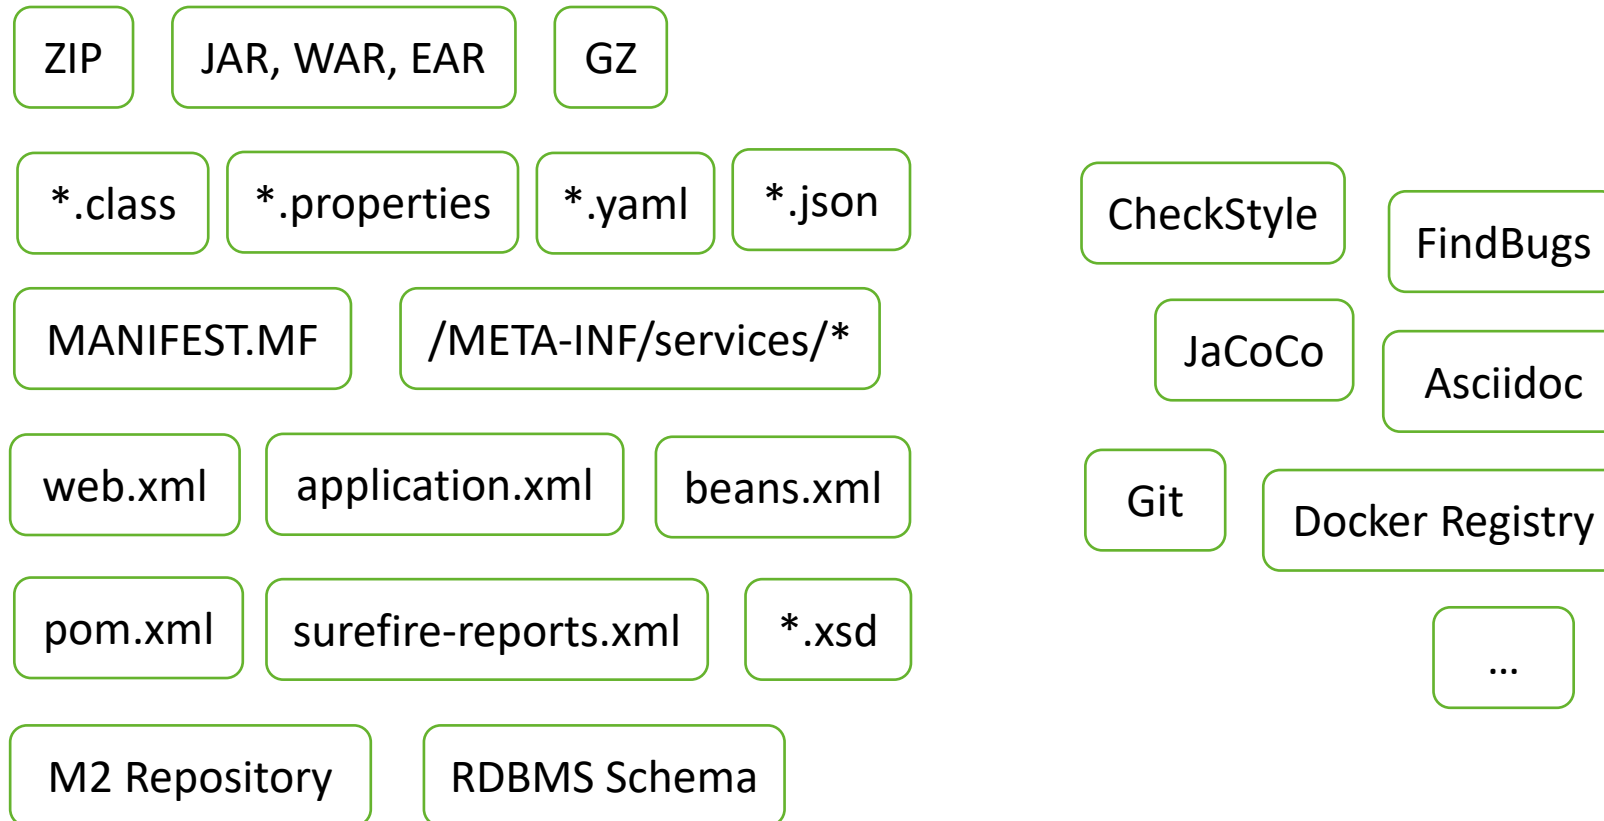 ZIP
JAR, WAR, EAR
GZ
*.class
*.properties
*.yaml
*.json
MANIFEST.MF
/META-INF/services/*
web.xml
application.xml
beans.xml
pom.xml
surefire-reports.xml
*.xsd
M2 Repository
RDBMS Schema
CheckStyle
FindBugs
JaCoCo
Asciidoc
Git
Docker Registry
...